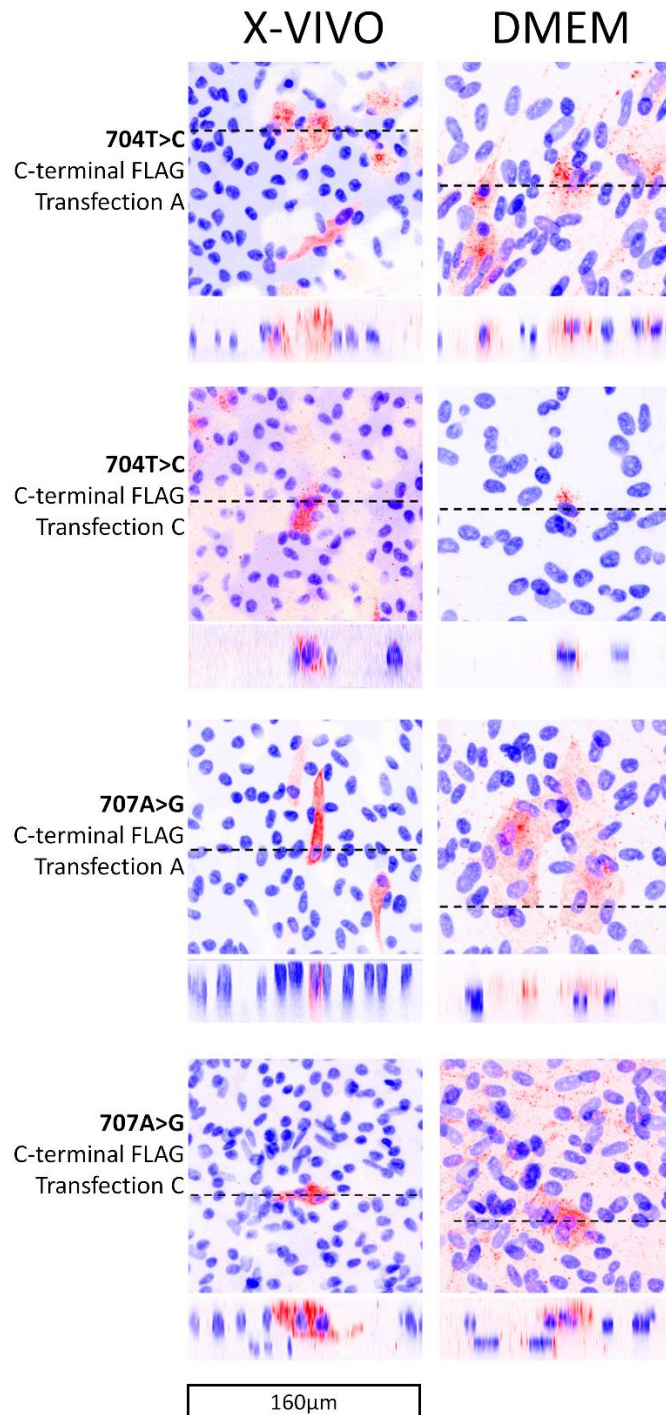 X-VIVO DMEM
704T>C
C-terminal FLAG
Transfection A
704T>C
C-terminal FLAG
Transfection C
707A>G
C-terminal FLAG
Transfection A
707A>G
C-terminal FLAG
Transfection C
160µm